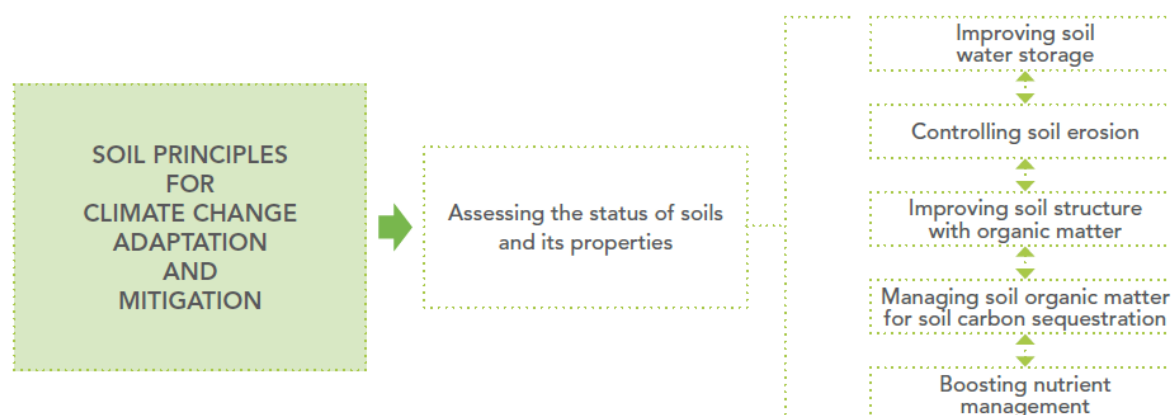 SOIL PRINCIPLES
FOR
CLIMATE CHANGE
ADAPTATION
AND
MITIGATION
Assessing the status of soils
and its properties
Improving soil
water storage
Controlling soil erosion
Improving soil structure
with organic matter
Managing soil organic matter
for soil carbon sequestration
Boosting nutrient
management